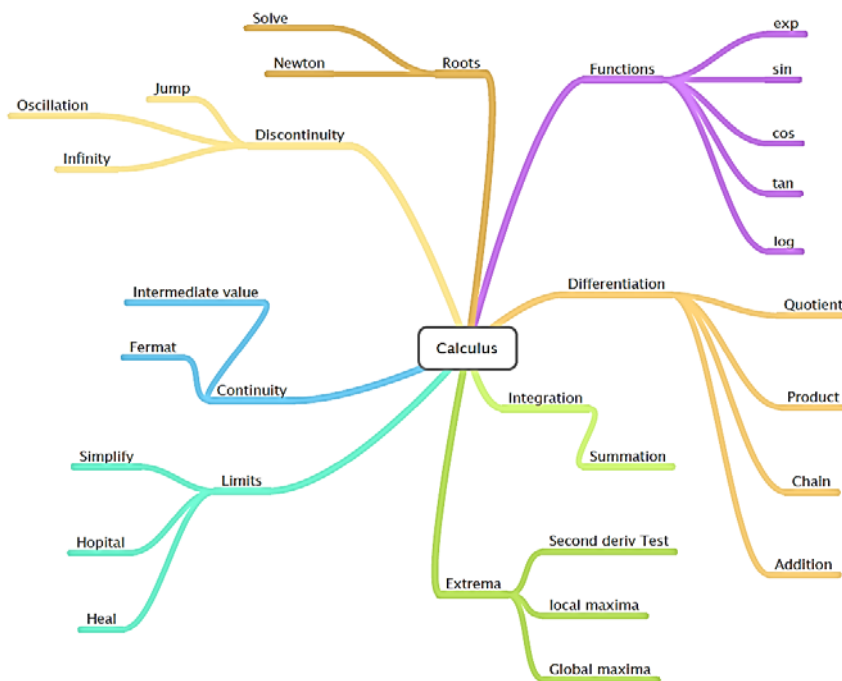 Solve
Newton
Roots
Jump
Oscillation
Infinity
Discontinuity
Functions
exp
sin
cos
tan
log
Intermediate value
Fermat
Continuity
Calculus
Differentiation
Quotient
Product
Chain
Addition
Integration
Summation
Simplify
Hopital
Heal
Limits
Extrema
Second deriv Test
local maxima
Global maxima